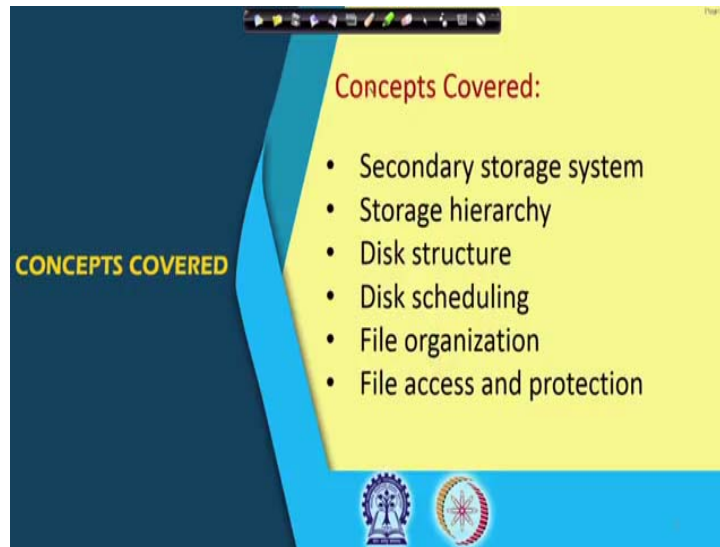 Concepts Covered:
CONCEPTS COVERED
• Secondary storage system
• Storage hierarchy
• Disk structure
• Disk scheduling
• File organization
• File access and protection